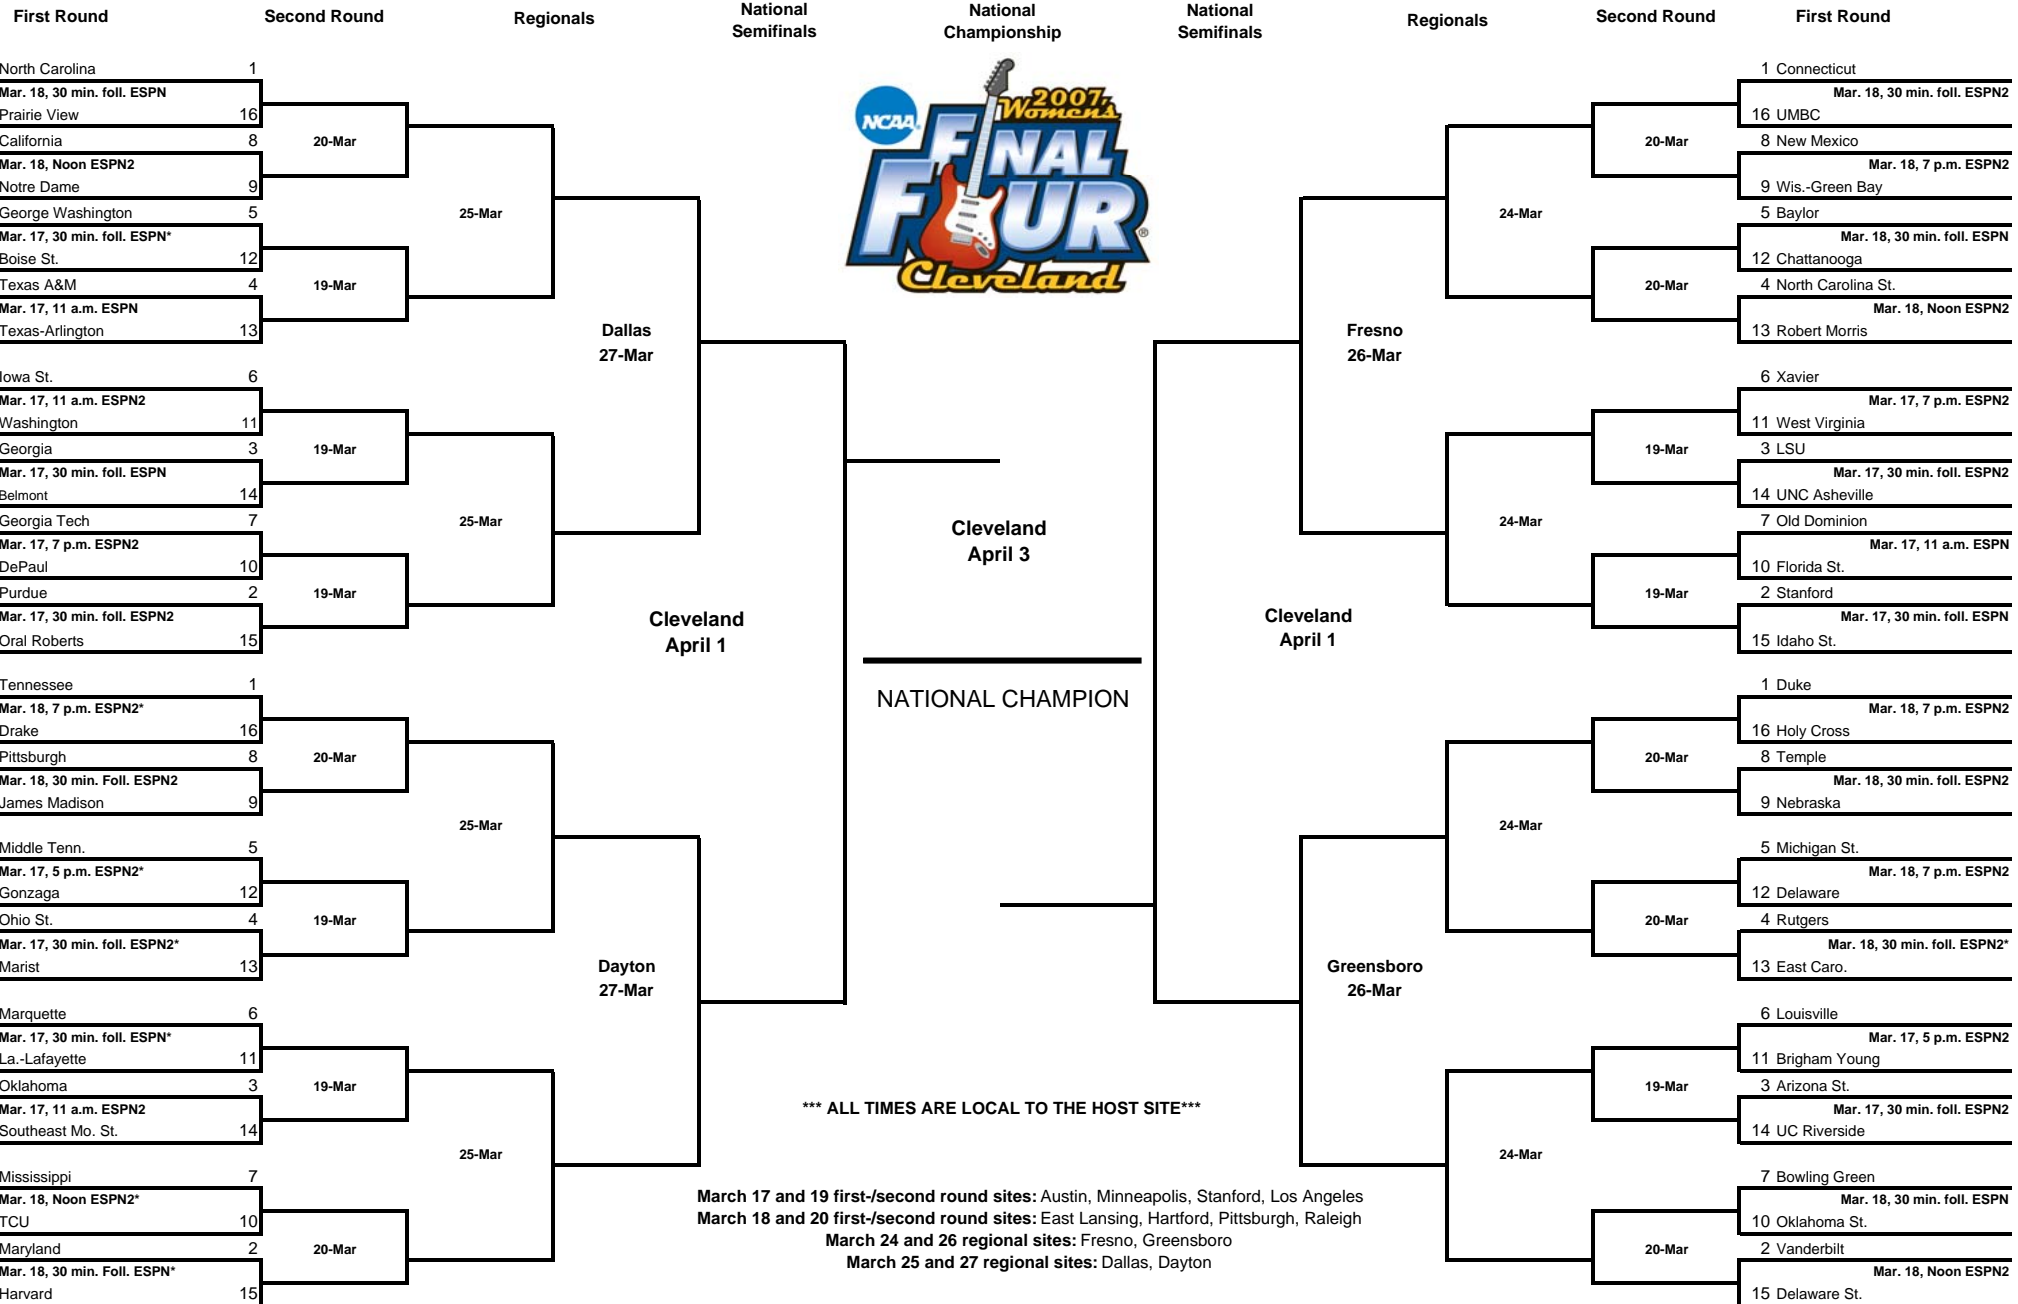 First Round
Second Round
Regionals
National
Semifinals
National
Championship
National
Semifinals
Regionals
Second Round
First Round
North Carolina 1
Mar. 18, 30 min. foll. ESPN
Prairie View 16
California 8
Mar. 18, Noon ESPN2
Notre Dame 9
George Washington 5
Mar. 17, 30 min. foll. ESPN*
Boise St. 12
Texas A&M 4
Mar. 17, 11 a.m. ESPN
Texas-Arlington 13
Iowa St. 6
Mar. 17, 11 a.m. ESPN2
Washington 11
Georgia 3
Mar. 17, 30 min. foll. ESPN
Belmont 14
Georgia Tech 7
Mar. 17, 7 p.m. ESPN2
DePaul 10
Purdue 2
Mar. 17, 30 min. foll. ESPN2
Oral Roberts 15
Tennessee 1
Mar. 18, 7 p.m. ESPN2*
Drake 16
Pittsburgh 8
Mar. 18, 30 min. Foll. ESPN2
James Madison 9
Middle Tenn. 5
Mar. 17, 5 p.m. ESPN2*
Gonzaga 12
Ohio St. 4
Mar. 17, 30 min. foll. ESPN2*
Marist 13
Marquette 6
Mar. 17, 30 min. foll. ESPN*
La.-Lafayette 11
Oklahoma 3
Mar. 17, 11 a.m. ESPN2
Southeast Mo. St. 14
Mississippi 7
Mar. 18, Noon ESPN2*
TCU 10
Maryland 2
Mar. 18, 30 min. Foll. ESPN*
Harvard 15
20-Mar
19-Mar
19-Mar
19-Mar
20-Mar
19-Mar
19-Mar
20-Mar
25-Mar
25-Mar
25-Mar
25-Mar
Dallas
27-Mar
Dayton
27-Mar
Cleveland
April 1
NCAA
2007
Women's
FINAL
FOUR
®
Cleveland
Cleveland
April 3
NATIONAL CHAMPION
*** ALL TIMES ARE LOCAL TO THE HOST SITE***
March 17 and 19 first-/second round sites: Austin, Minneapolis, Stanford, Los Angeles
March 18 and 20 first-/second round sites: East Lansing, Hartford, Pittsburgh, Raleigh
March 24 and 26 regional sites: Fresno, Greensboro
March 25 and 27 regional sites: Dallas, Dayton
Cleveland
April 1
Fresno
26-Mar
Greensboro
26-Mar
24-Mar
24-Mar
24-Mar
24-Mar
20-Mar
20-Mar
19-Mar
19-Mar
20-Mar
20-Mar
19-Mar
20-Mar
1 Connecticut
Mar. 18, 30 min. foll. ESPN2
16 UMBC
8 New Mexico
Mar. 18, 7 p.m. ESPN2
9 Wis.-Green Bay
5 Baylor
Mar. 18, 30 min. foll. ESPN
12 Chattanooga
4 North Carolina St.
Mar. 18, Noon ESPN2
13 Robert Morris
6 Xavier
Mar. 17, 7 p.m. ESPN2
11 West Virginia
3 LSU
Mar. 17, 30 min. foll. ESPN2
14 UNC Asheville
7 Old Dominion
Mar. 17, 11 a.m. ESPN
10 Florida St.
2 Stanford
Mar. 17, 30 min. foll. ESPN
15 Idaho St.
1 Duke
Mar. 18, 7 p.m. ESPN2
16 Holy Cross
8 Temple
Mar. 18, 30 min. foll. ESPN2
9 Nebraska
5 Michigan St.
Mar. 18, 7 p.m. ESPN2
12 Delaware
4 Rutgers
Mar. 18, 30 min. foll. ESPN2*
13 East Caro.
6 Louisville
Mar. 17, 5 p.m. ESPN2
11 Brigham Young
3 Arizona St.
Mar. 17, 30 min. foll. ESPN2
14 UC Riverside
7 Bowling Green
Mar. 18, 30 min. foll. ESPN
10 Oklahoma St.
2 Vanderbilt
Mar. 18, Noon ESPN2
15 Delaware St.